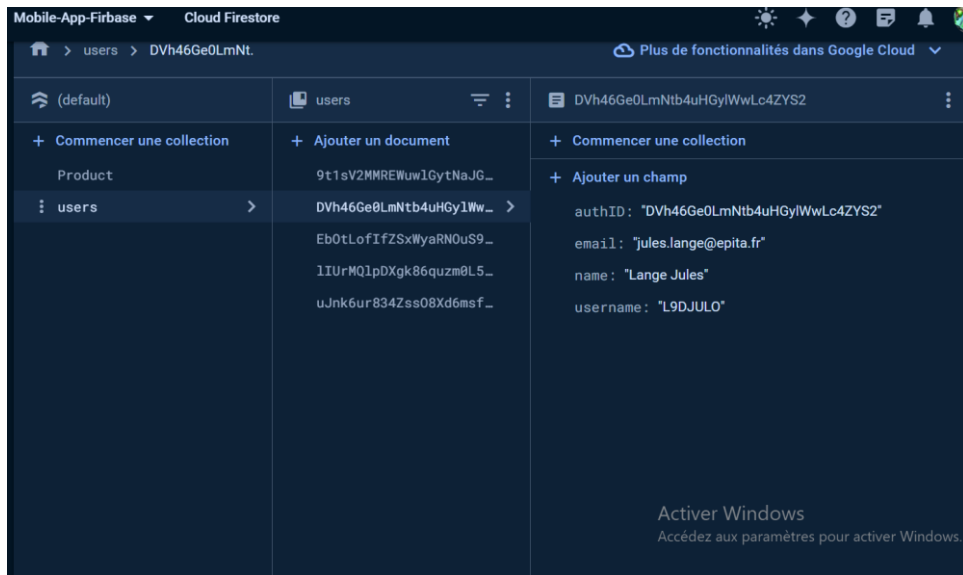 Mobile-App-Firbase Cloud Firestore
users > DVh46Ge0LmNt. Plus de fonctionnalités dans Google Cloud
(default)
users
DVh46Ge0LmNtb4uHGylWwLc4ZYS2
+ Commencer une collection
+ Ajouter un document
+ Commencer une collection
Product
9t1sV2MMREWuwlGytNaJG…
+ Ajouter un champ
users
DVh46Ge0LmNtb4uHGylWw…
authID: "DVh46Ge0LmNtb4uHGylWwLc4ZYS2"
EbOtLofIfZSxWyaRNOuS9…
email: "jules.lange@epita.fr"
lIUrMQlpDXgk86quzm0L5…
name: "Lange Jules"
uJnk6ur834ZssO8Xd6msf…
username: "L9DJULO"
Activer Windows
Accédez aux paramètres pour activer Windows.